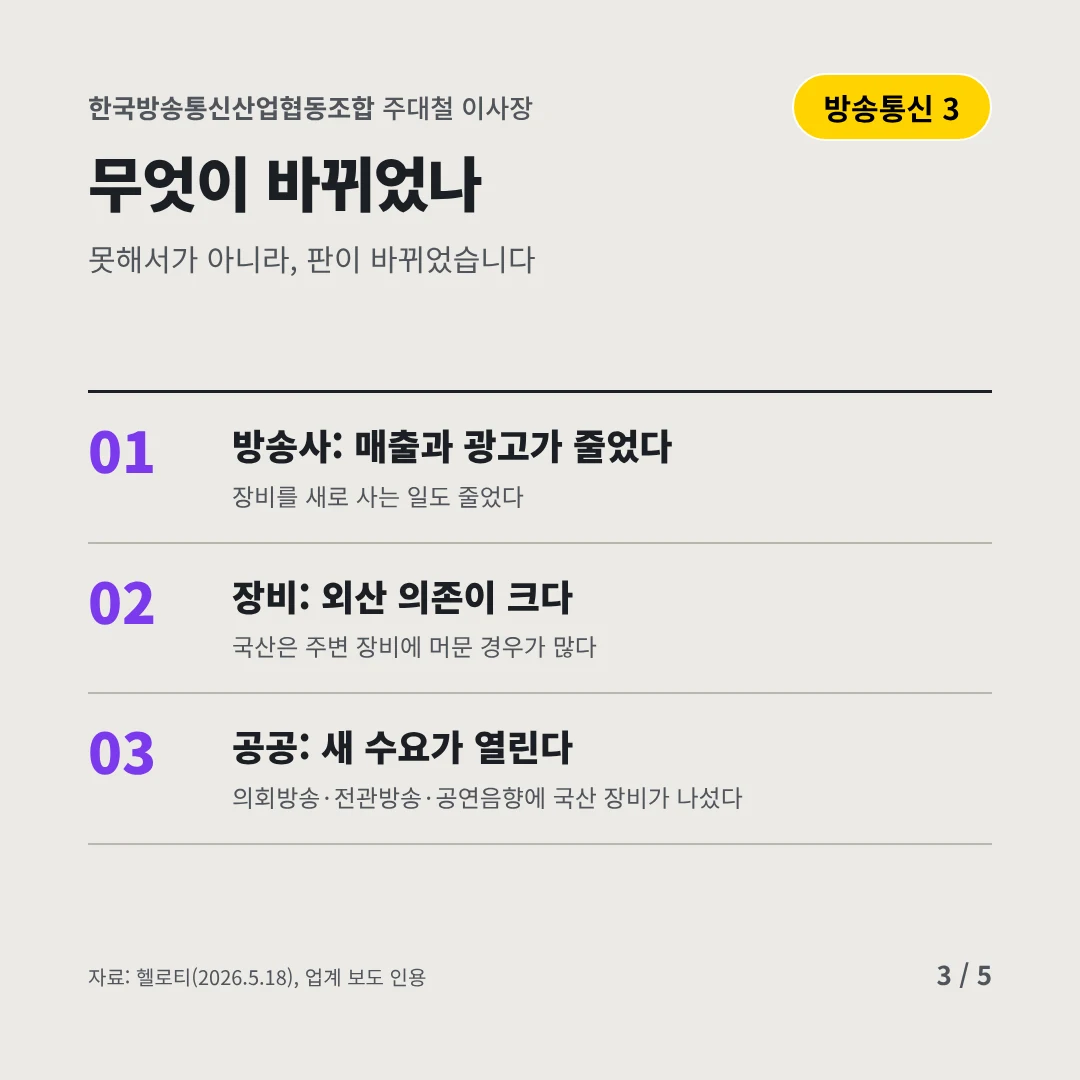 한국방송통신산업협동조합 주대철 이사장
방송통신 3
무엇이 바뀌었나
못해서가 아니라, 판이 바뀌었습니다
01
방송사: 매출과 광고가 줄었다
장비를 새로 사는 일도 줄었다
02
장비: 외산 의존이 크다
국산은 주변 장비에 머문 경우가 많다
03
공공: 새 수요가 열린다
의회방송·전관방송·공연음향에 국산 장비가 나섰다
자료: 헬로티(2026.5.18), 업계 보도 인용
3 / 5